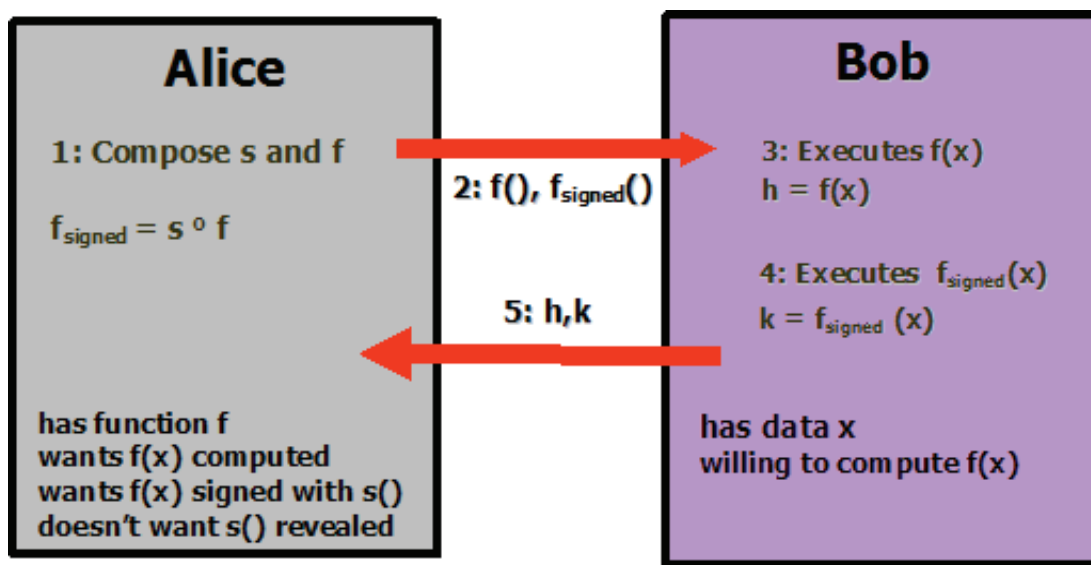 Alice
1: Compose s and f
fsigned = s o f
has function f
wants f(x) computed
wants f(x) signed with s()
doesn't want s() revealed
2: f(), fsigned()
5: h,k
Bob
3: Executes f(x)
h = f(x)
4: Executes fsigned(x)
k = fsigned (x)
has data x
willing to compute f(x)